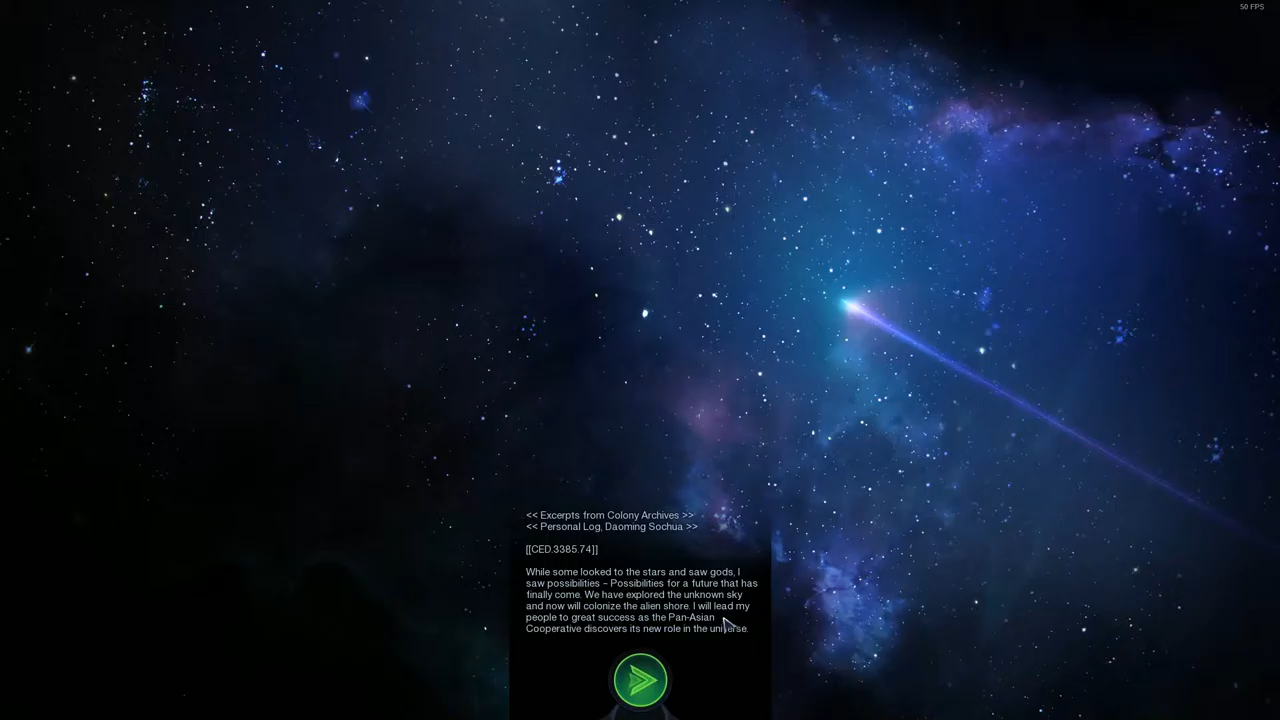 50 FPS
<< Excerpts from Colony Archives >>
<< Personal Log, Daoming Sochua >>
[[CED.3385.74]]
While some looked to the stars and saw gods, I
saw possibilities - Possibilities for a future that has
finally come. We have explored the unknown sky
and now will colonize the alien shore. I will lead my
people to great success as the Pan-Asian
Cooperative discovers its new role in the universe.